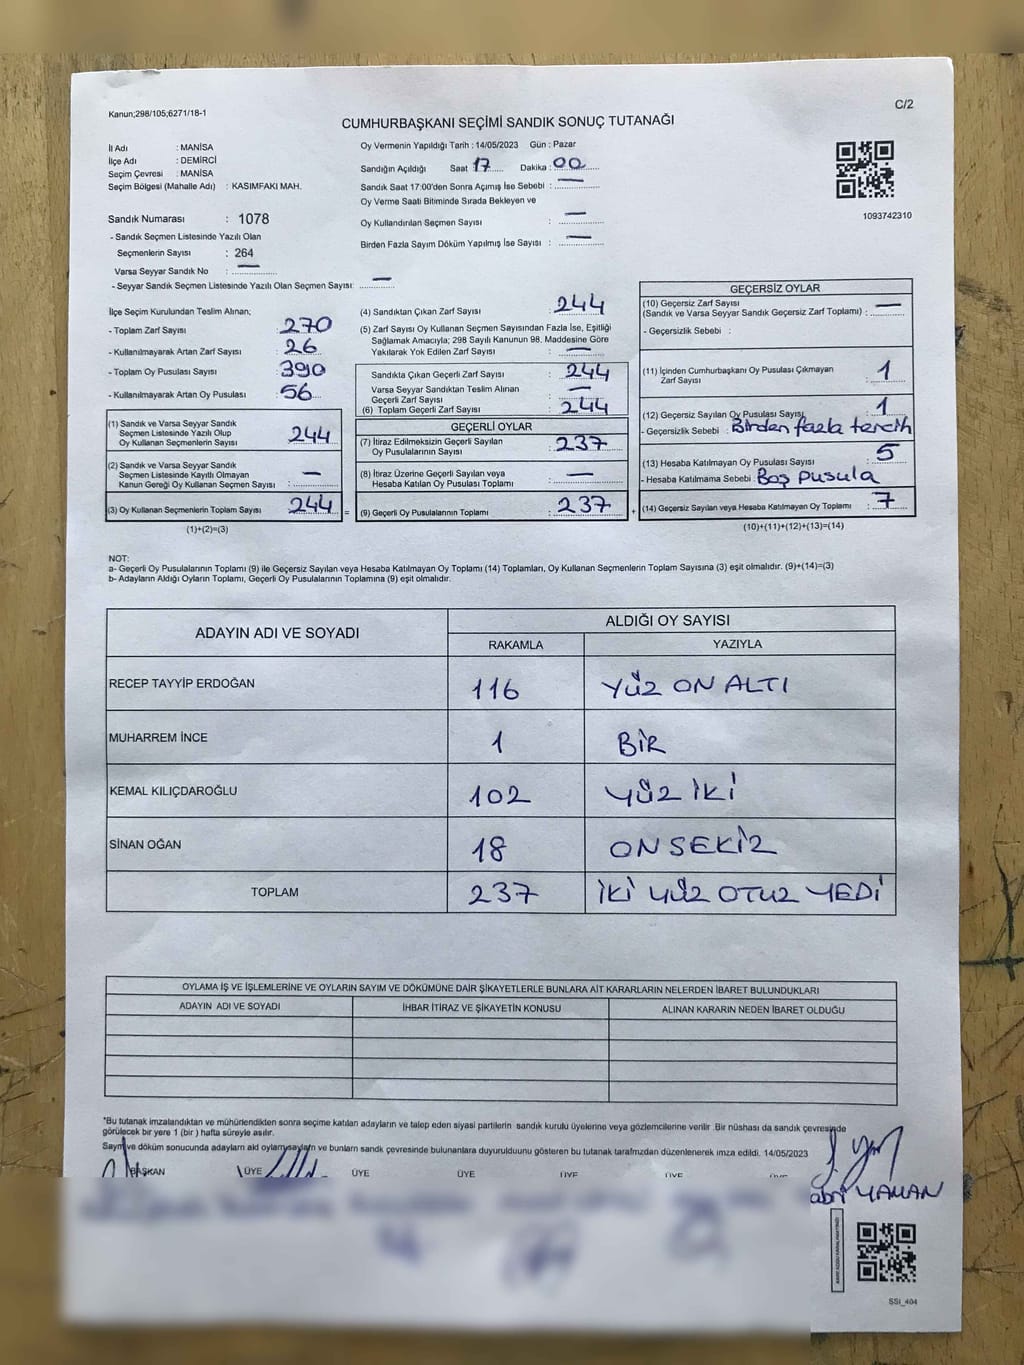 Kanun;298/105;6271/18-1
C/2
CUMHURBAŞKANI SEÇİMİ SANDIK SONUÇ TUTANAĞI
İl Adı : MANİSA
İlçe Adı : DEMİRCİ
Seçim Çevresi : MANİSA
Seçim Bölgesi (Mahalle Adı) : KASIMFAKI MAH.
Sandık Numarası : 1078
- Sandık Seçmen Listesinde Yazılı Olan
Seçmenlerin Sayısı : 264
Varsa Seyyar Sandık No : —
- Seyyar Sandık Seçmen Listesinde Yazılı Olan Seçmen Sayısı: —
Oy Vermenin Yapıldığı Tarih : 14/05/2023 Gün : Pazar
Sandığın Açıldığı Saat 17 Dakika : 00
Sandık Saat 17:00'den Sonra Açımış İse Sebebi : —
Oy Verme Saati Bitiminde Sırada Bekleyen ve
Oy Kullandırılan Seçmen Sayısı : —
Birden Fazla Sayım Döküm Yapılmış İse Sayısı : —
1093742310
İlçe Seçim Kurulundan Teslim Alınan;
- Toplam Zarf Sayısı : 270
- Kullanılmayarak Artan Zarf Sayısı : 26
- Toplam Oy Pusulası Sayısı : 390
- Kullanılmayarak Artan Oy Pusulası : 56
(1) Sandık ve Varsa Seyyar Sandık
Seçmen Listesinde Yazılı Olup
Oy Kullanan Seçmenlerin Sayısı : 244
(2) Sandık ve Varsa Seyyar Sandık
Seçmen Listesinde Kayıtlı Olmayan
Kanun Gereği Oy Kullanan Seçmen Sayısı : —
(3) Oy Kullanan Seçmenlerin Toplam Sayısı : 244 =
(1)+(2)=(3)
(4) Sandıktan Çıkan Zarf Sayısı : 244
(5) Zarf Sayısı Oy Kullanan Seçmen Sayısından Fazla İse, Eşitliği
Sağlamak Amacıyla; 298 Sayılı Kanunun 98. Maddesine Göre
Yakılarak Yok Edilen Zarf Sayısı : —
Sandıkta Çıkan Geçerli Zarf Sayısı : 244
Varsa Seyyar Sandıktan Teslim Alınan
Geçerli Zarf Sayısı : —
(6) Toplam Geçerli Zarf Sayısı : 244
GEÇERLİ OYLAR
(7) İtiraz Edilmeksizin Geçerli Sayılan
Oy Pusulalarının Sayısı : 237
(8) İtiraz Üzerine Geçerli Sayılan veya
Hesaba Katılan Oy Pusulası Toplamı : —
(9) Geçerli Oy Pusulalarının Toplamı : 237 +
GEÇERSİZ OYLAR
(10) Geçersiz Zarf Sayısı
(Sandık ve Varsa Seyyar Sandık Geçersiz Zarf Toplamı) : —
- Geçersizlik Sebebi :
(11) İçinden Cumhurbaşkanı Oy Pusulası Çıkmayan
Zarf Sayısı : 1
(12) Geçersiz Sayılan Oy Pusulası Sayısı : 1
- Geçersizlik Sebebi : Birden fazla tercih
(13) Hesaba Katılmayan Oy Pusulası Sayısı : 5
- Hesaba Katılmama Sebebi : Boş pusula
(14) Geçersiz Sayılan veya Hesaba Katılmayan Oy Toplamı : 7
(10)+(11)+(12)+(13)=(14)
NOT:
a- Geçerli Oy Pusulalarının Toplamı (9) ile Geçersiz Sayılan veya Hesaba Katılmayan Oy Toplamı (14) Toplamları, Oy Kullanan Seçmenlerin Toplam Sayısına (3) eşit olmalıdır. (9)+(14)=(3)
b- Adayların Aldığı Oyların Toplamı, Geçerli Oy Pusulalarının Toplamına (9) eşit olmalıdır.
ADAYIN ADI VE SOYADI ALDIĞI OY SAYISI
RAKAMLA YAZIYLA
RECEP TAYYİP ERDOĞAN 116 YÜZ ON ALTI
MUHARREM İNCE 1 BİR
KEMAL KILIÇDAROĞLU 102 YÜZ İKİ
SİNAN OĞAN 18 ON SEKİZ
TOPLAM 237 İKİ YÜZ OTUZ YEDİ
OYLAMA İŞ VE İŞLEMLERİNE VE OYLARIN SAYIM VE DÖKÜMÜNE DAİR ŞİKAYETLERLE BUNLARA AİT KARARLARIN NELERDEN İBARET BULUNDUKLARI
ADAYIN ADI VE SOYADI İHBAR İTİRAZ VE ŞİKAYETİN KONUSU ALINAN KARARIN NEDEN İBARET OLDUĞU
*Bu tutanak imzalandıktan ve mühürlendikten sonra seçime katılan adayların ve talep eden siyasi partilerin sandık kurulu üyelerine veya gözlemcilerine verilir. Bir nüshası da sandık çevresinde
görülecek bir yere 1 (bir ) hafta süreyle asılır.
Sayım ve döküm sonucunda adayların aldı oylamsayların ve bunların sandık çevresinde bulunanlara duyurulduunu gösteren bu tutanak tarafımızdan düzenlenerek imza edildi. 14/05/2023
BAŞKAN ÜYE ÜYE ÜYE ÜYE ÜYE
abri YAMAN
SSI_404